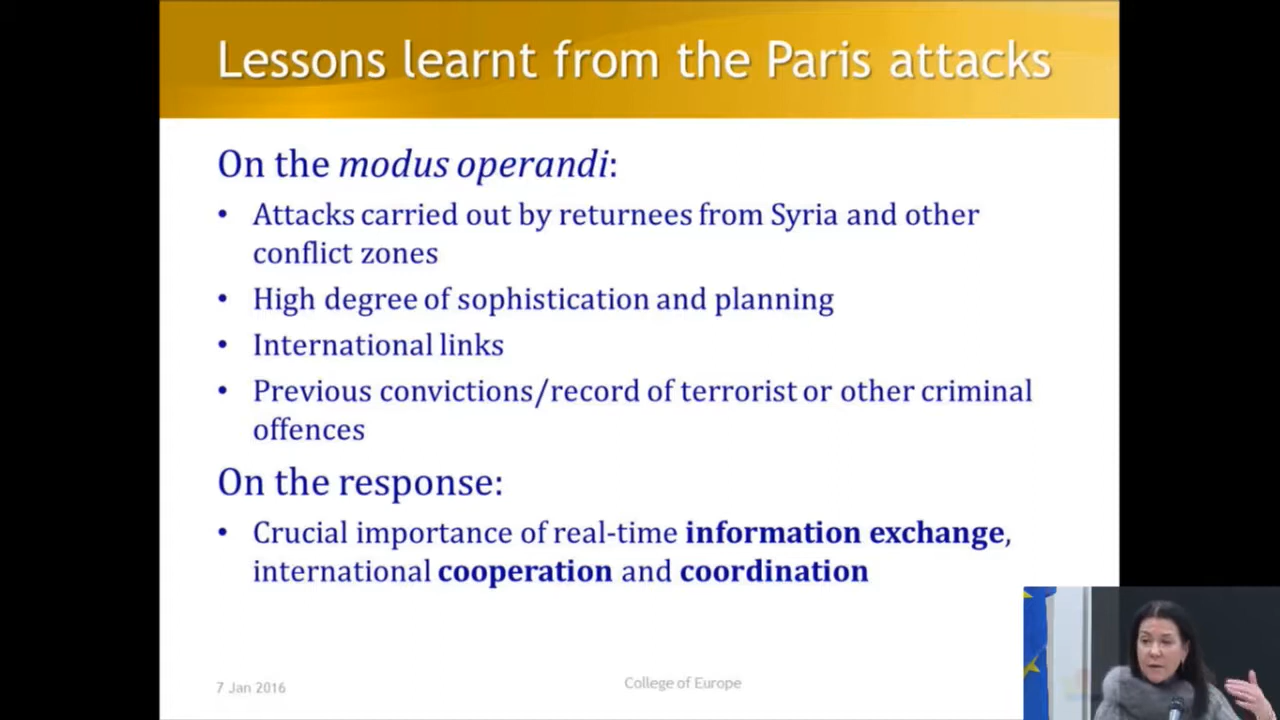 Lessons learnt from the Paris attacks
On the modus operandi:
• Attacks carried out by returnees from Syria and other
conflict zones
• High degree of sophistication and planning
• International links
• Previous convictions/record of terrorist or other criminal
offences
On the response:
• Crucial importance of real-time information exchange,
international cooperation and coordination
7 Jan 2016
College of Europe